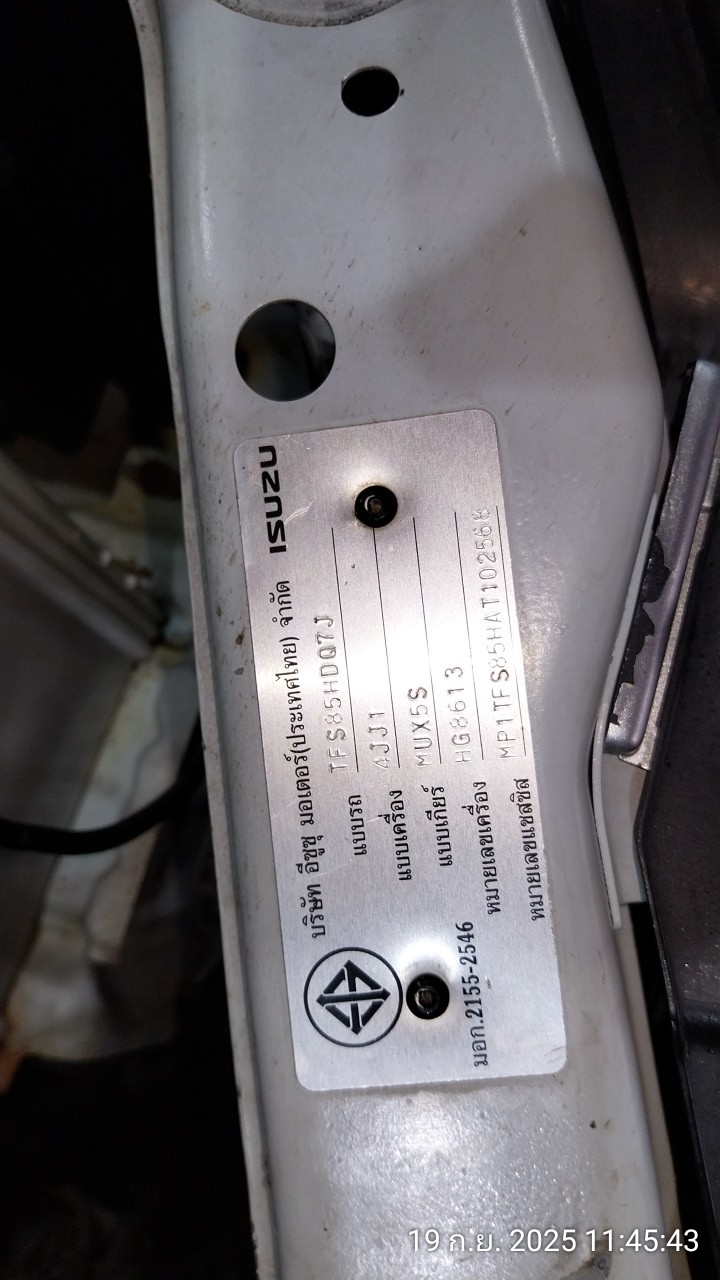 บริษัท อีซูซุ มอเตอร์(ประเทศไทย) จำกัด ISUZU
แบบรถ TFS85HDQ7J
แบบเครื่อง 4JJ1
แบบเกียร์ MUX5S
หมายเลขเครื่อง HG8613
หมายเลขแชสซิส MP1TFS85HAT102568
มอก.2155-2546
19 ก.ย. 2025 11:45:43